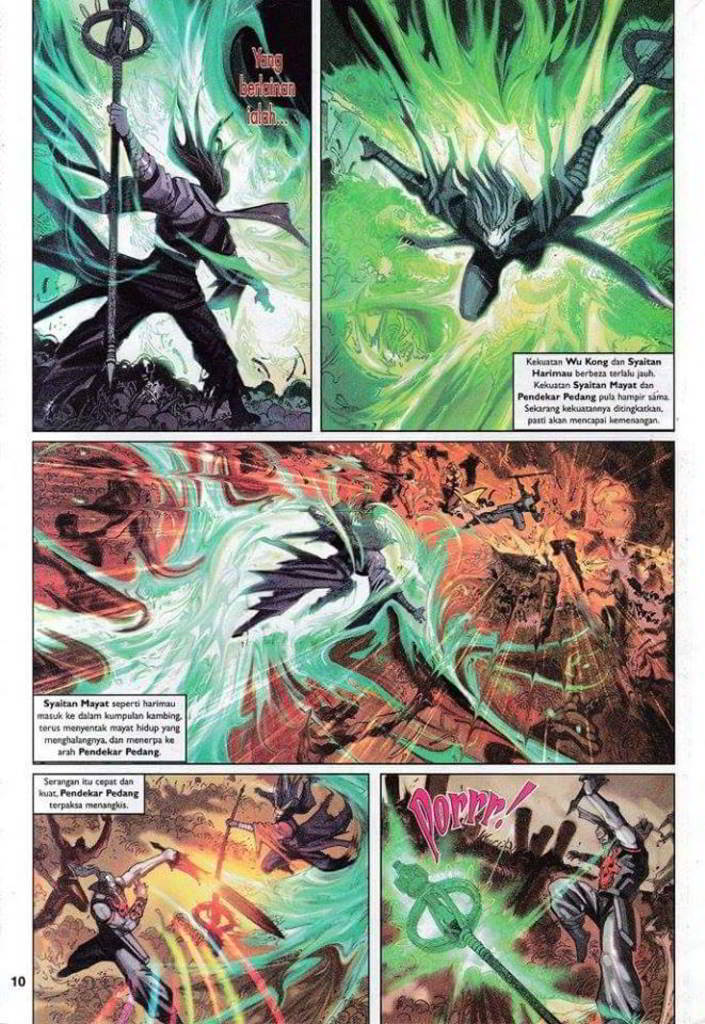 Yang
berlainan
ialah...
Kekuatan Wu Kong dan Syaitan
Harimau berbeza terlalu jauh.
Kekuatan Syaitan Mayat dan
Pendekar Pedang pula hampir sama.
Sekarang kekuatannya ditingkatkan,
pasti akan mencapai kemenangan.
Syaitan Mayat seperti harimau
masuk ke dalam kumpulan kambing,
terus menyentak mayat hidup yang
menghalangnya, dan menerpa ke
arah Pendekar Pedang.
Serangan itu cepat dan
kuat, Pendekar Pedang
terpaksa menangkis.
Porrr!
10